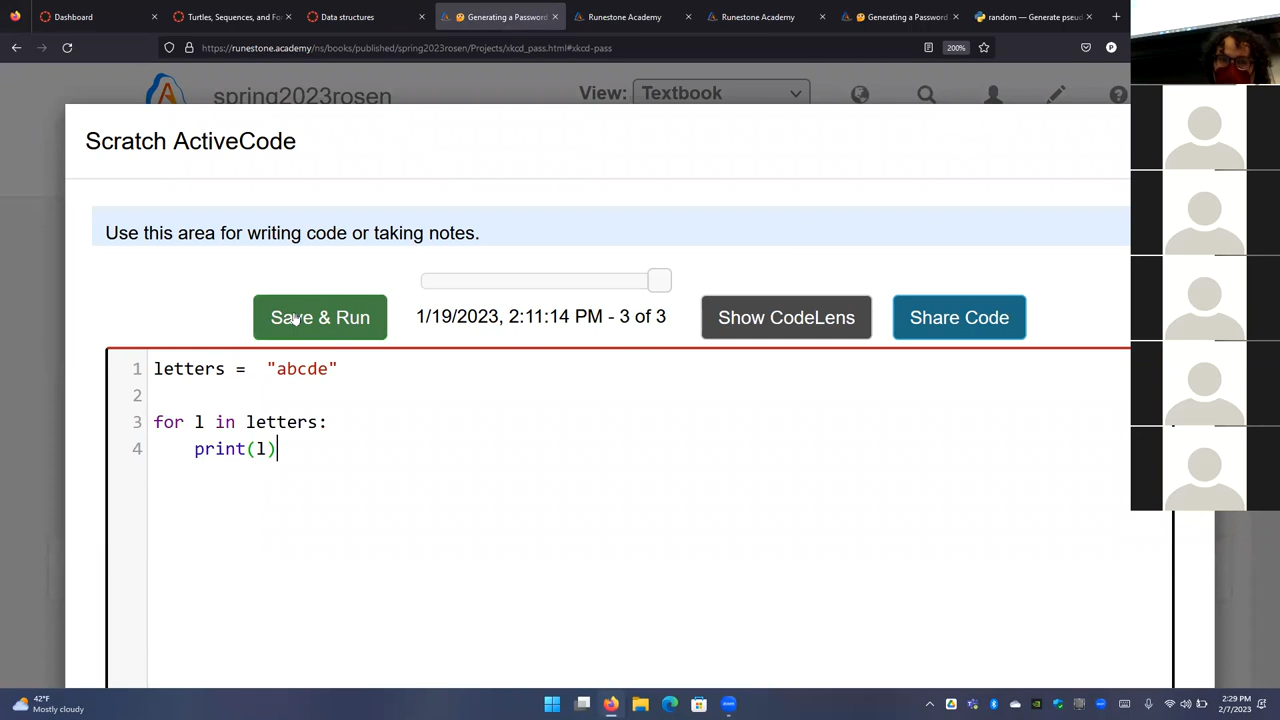 Dashboard
Turtles, Sequences, and For
Data structures
Generating a Password
Runestone Academy
Runestone Academy
Generating a Password
random — Generate pseud
https://runestone.academy/ns/books/published/spring2023rosen/Projects/xkcd_pass.html#xkcd-pass
200%
P
spring2023rosen
View:
Textbook
Scratch ActiveCode
Use this area for writing code or taking notes.
Save & Run
1/19/2023, 2:11:14 PM - 3 of 3
Show CodeLens
Share Code
1 letters = "abcde"
2
3 for l in letters:
4 print(l)
42°F
Mostly cloudy
2:29 PM
2/7/2023